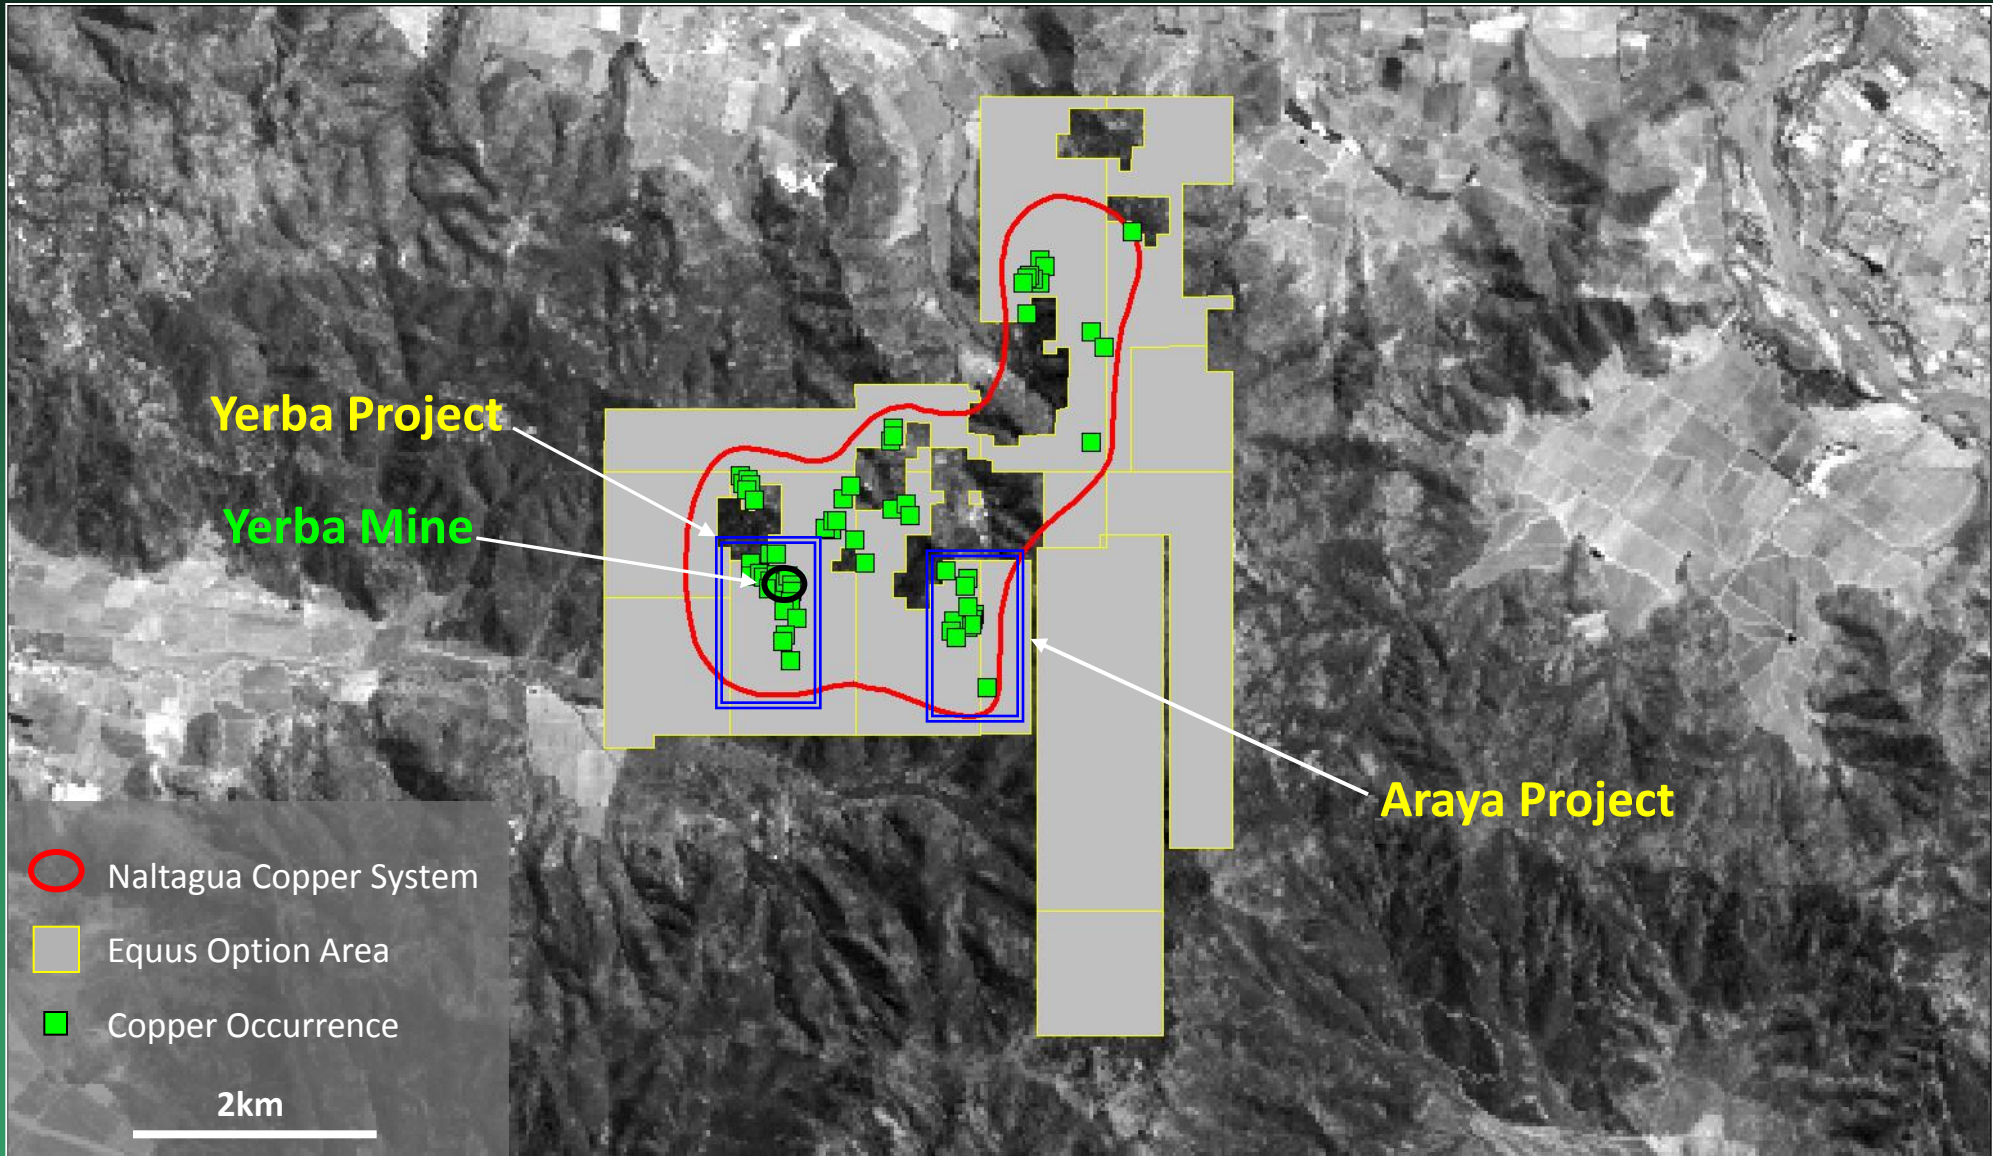 Yerba Project
Yerba Mine
Araya Project
Naltagua Copper System
Equus Option Area
Copper Occurrence
2km